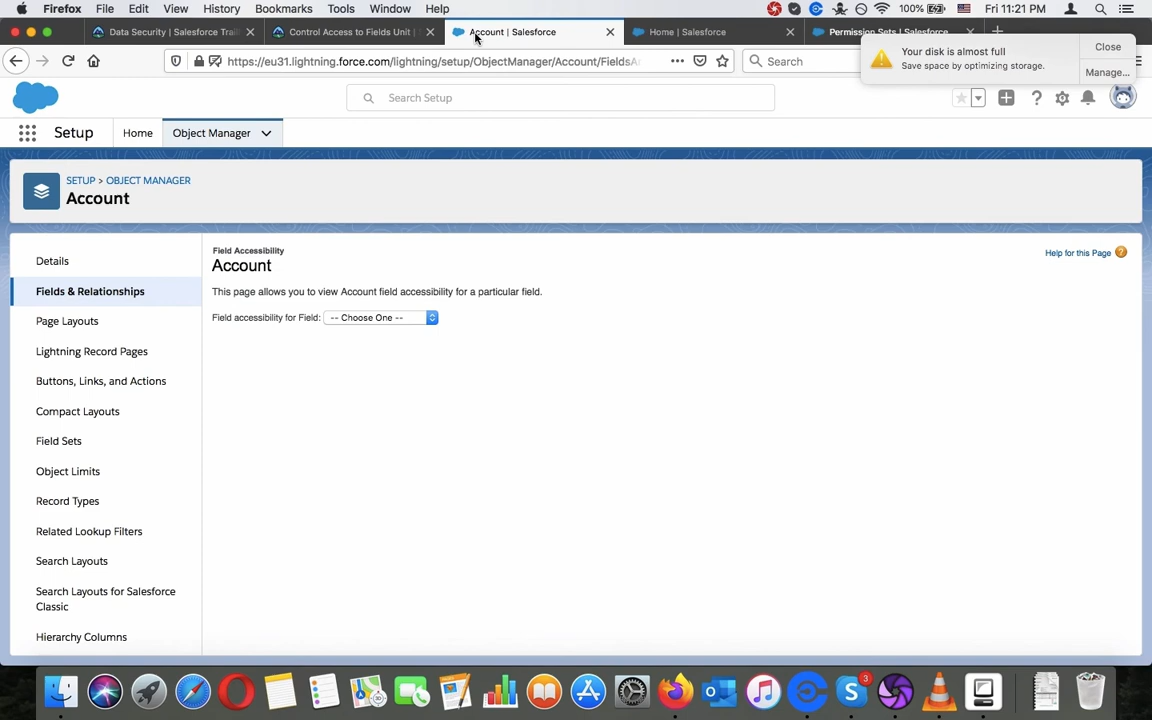 Firefox File Edit View History Bookmarks Tools Window Help 100% Fri 11:21 PM
Data Security | Salesforce Trail
Control Access to Fields Unit |
Account | Salesforce
Home | Salesforce
Permission Sets | Salesforce
Your disk is almost full
Save space by optimizing storage.
Close
Manage...
https://eu31.lightning.force.com/lightning/setup/ObjectManager/Account/FieldsAn
Search
Search Setup
Setup Home Object Manager
SETUP > OBJECT MANAGER
Account
Details
Fields & Relationships
Page Layouts
Lightning Record Pages
Buttons, Links, and Actions
Compact Layouts
Field Sets
Object Limits
Record Types
Related Lookup Filters
Search Layouts
Search Layouts for Salesforce
Classic
Hierarchy Columns
Field Accessibility
Account
Help for this Page ?
This page allows you to view Account field accessibility for a particular field.
Field accessibility for Field: -- Choose One --
3